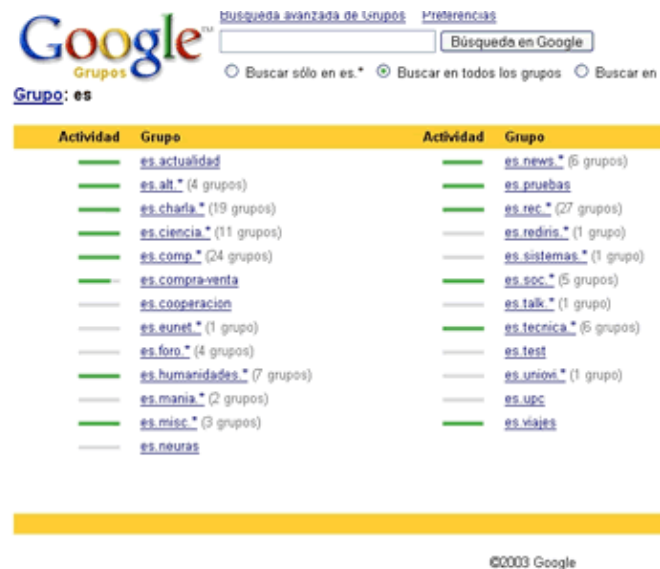 Búsqueda avanzada de Grupos Preferencias
Google™
Grupos
Búsqueda en Google
Buscar sólo en es.* Buscar en todos los grupos Buscar en
Grupo: es
Actividad Grupo Actividad Grupo
es.actualidad es.news.* (6 grupos)
es.alt.* (4 grupos) es.pruebas
es.charla.* (19 grupos) es.rec.* (27 grupos)
es.ciencia.* (11 grupos) es.rediris.* (1 grupo)
es.comp.* (24 grupos) es.sistemas.* (1 grupo)
es.compra-venta es.soc.* (5 grupos)
es.cooperacion es.talk.* (1 grupo)
es.eunet.* (1 grupo) es.tecnica.* (6 grupos)
es.foro.* (4 grupos) es.test
es.humanidades.* (7 grupos) es.uniovi.* (1 grupo)
es.mania.* (2 grupos) es.upc
es.misc.* (3 grupos) es.viajes
es.neuras
©2003 Google